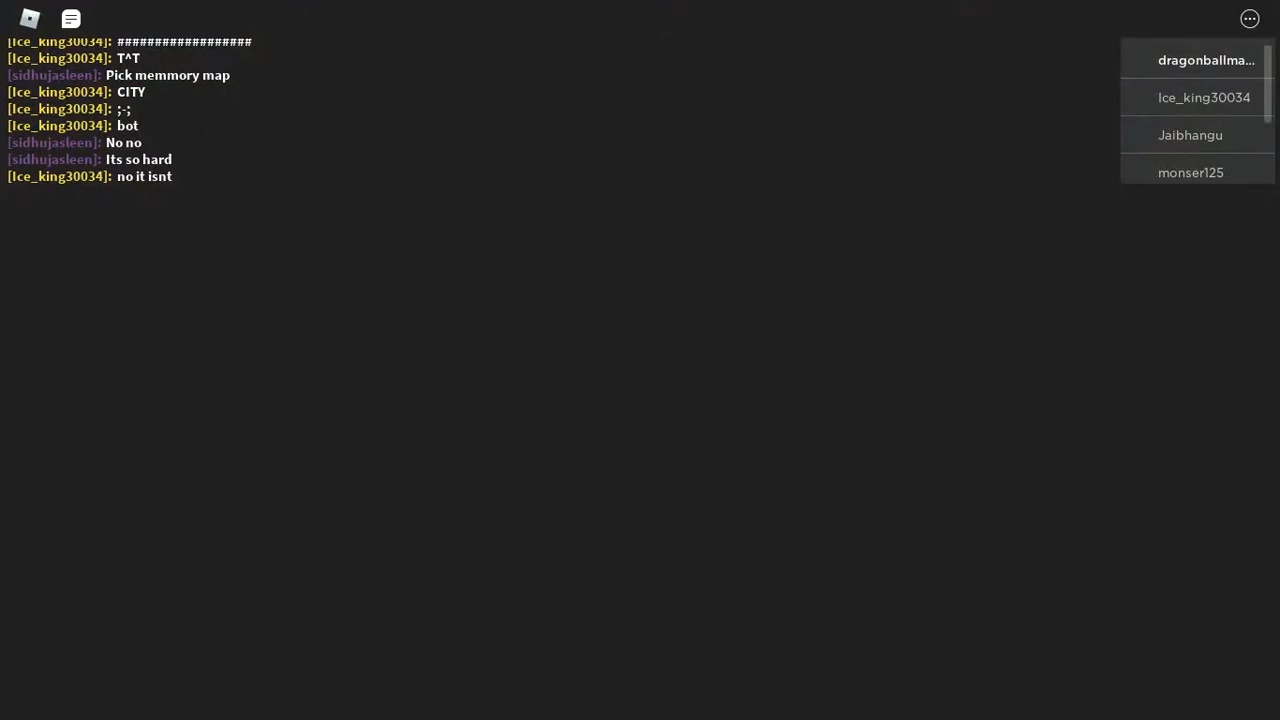 [Ice_king30034]: ##################
[Ice_king30034]: T^T
[sidhujasleen]: Pick memmory map
[Ice_king30034]: CITY
[Ice_king30034]: ;-;
[Ice_king30034]: bot
[sidhujasleen]: No no
[sidhujasleen]: Its so hard
[Ice_king30034]: no it isnt
dragonballma...
Ice_king30034
Jaibhangu
monser125